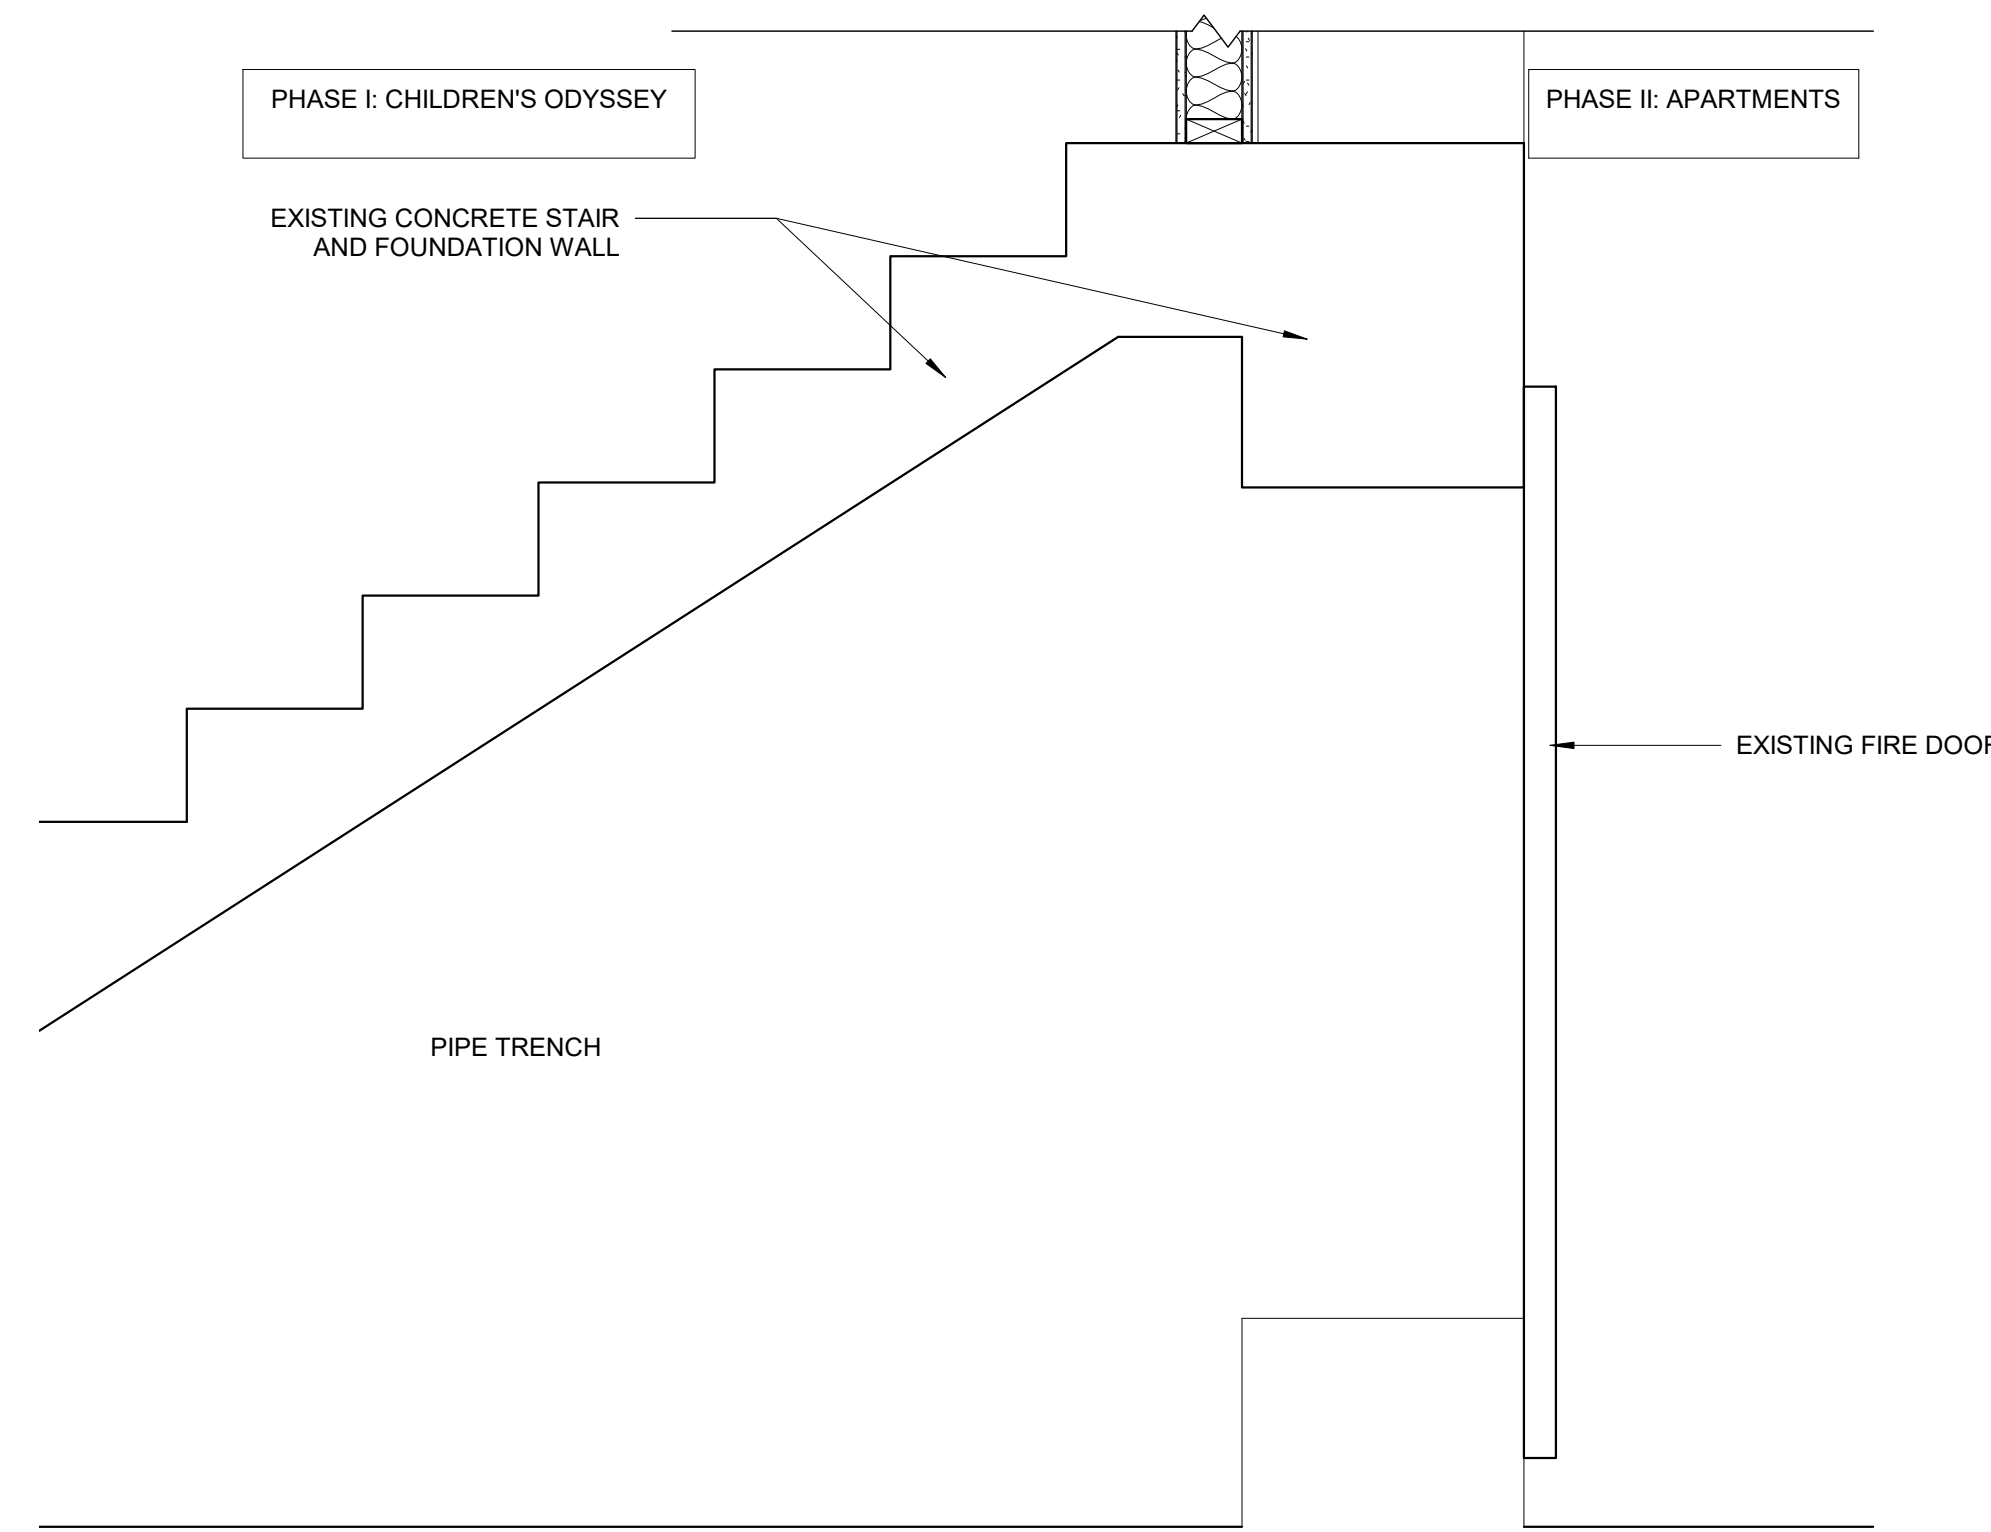 PHASE I: CHILDREN'S ODYSSEY
PHASE II: APARTMENTS
EXISTING CONCRETE STAIR
AND FOUNDATION WALL
EXISTING FIRE DOOR
PIPE TRENCH